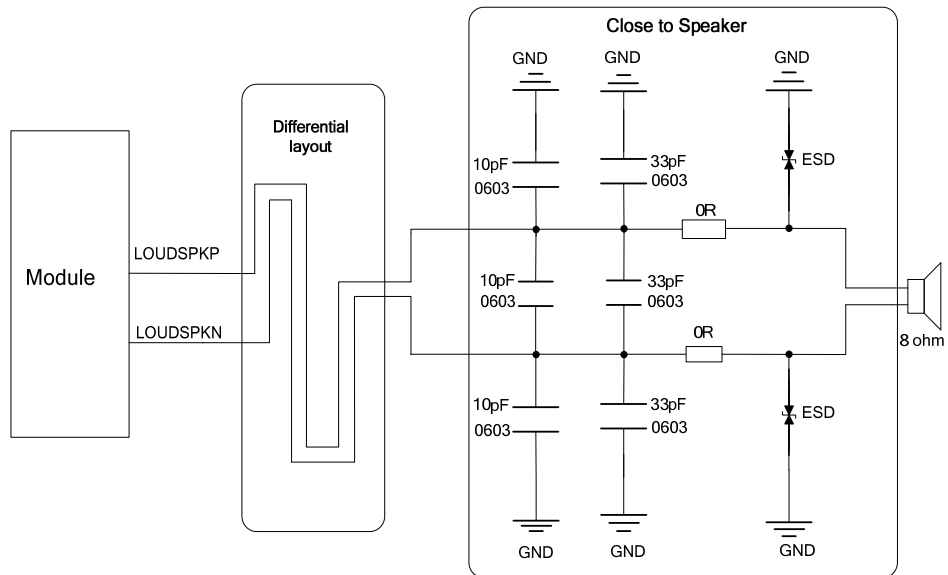 Close to Speaker
GND
GND
GND
Differential
layout
10pF
0603
33pF
0603
ESD
0R
LOUDSPKP
Module
10pF
0603
33pF
0603
LOUDSPKN
0R
8 ohm
10pF
0603
33pF
0603
ESD
GND
GND
GND